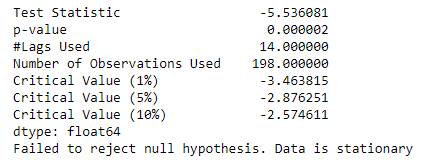 Test Statistic -5.536081
p-value 0.000002
#Lags Used 14.000000
Number of Observations Used 198.000000
Critical Value (1%) -3.463815
Critical Value (5%) -2.876251
Critical Value (10%) -2.574611
dtype: float64
Failed to reject null hypothesis. Data is stationary